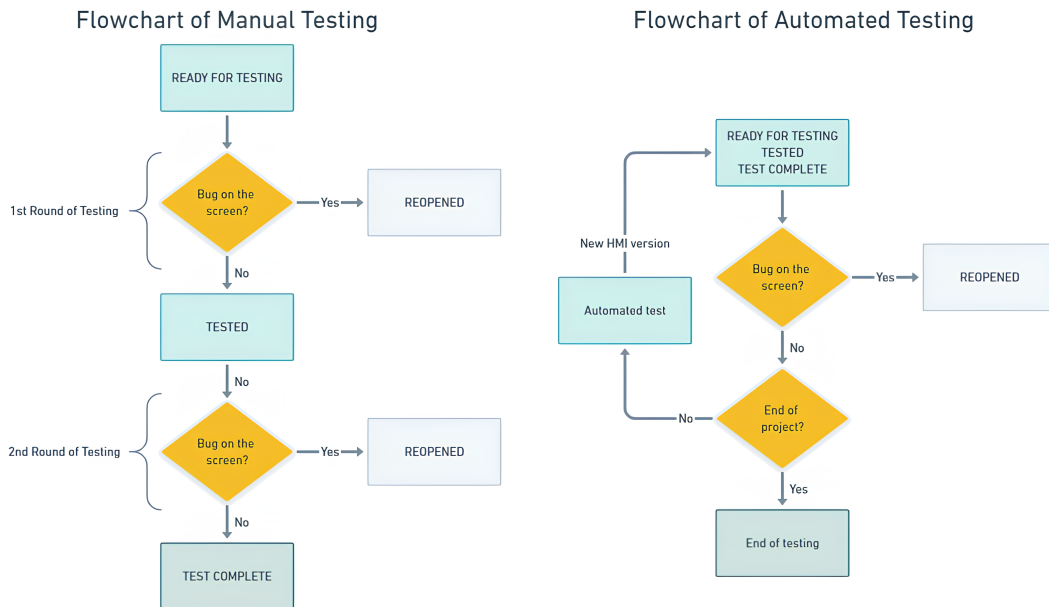 Flowchart of Manual Testing
READY FOR TESTING
1st Round of Testing
Bug on the
screen?
Yes
REOPENED
No
TESTED
No
2nd Round of Testing
Bug on the
screen?
Yes
REOPENED
No
TEST COMPLETE
Flowchart of Automated Testing
READY FOR TESTING
TESTED
TEST COMPLETE
New HMI version
Bug on the
screen?
Yes
REOPENED
Automated test
No
End of
project?
No
Yes
End of testing